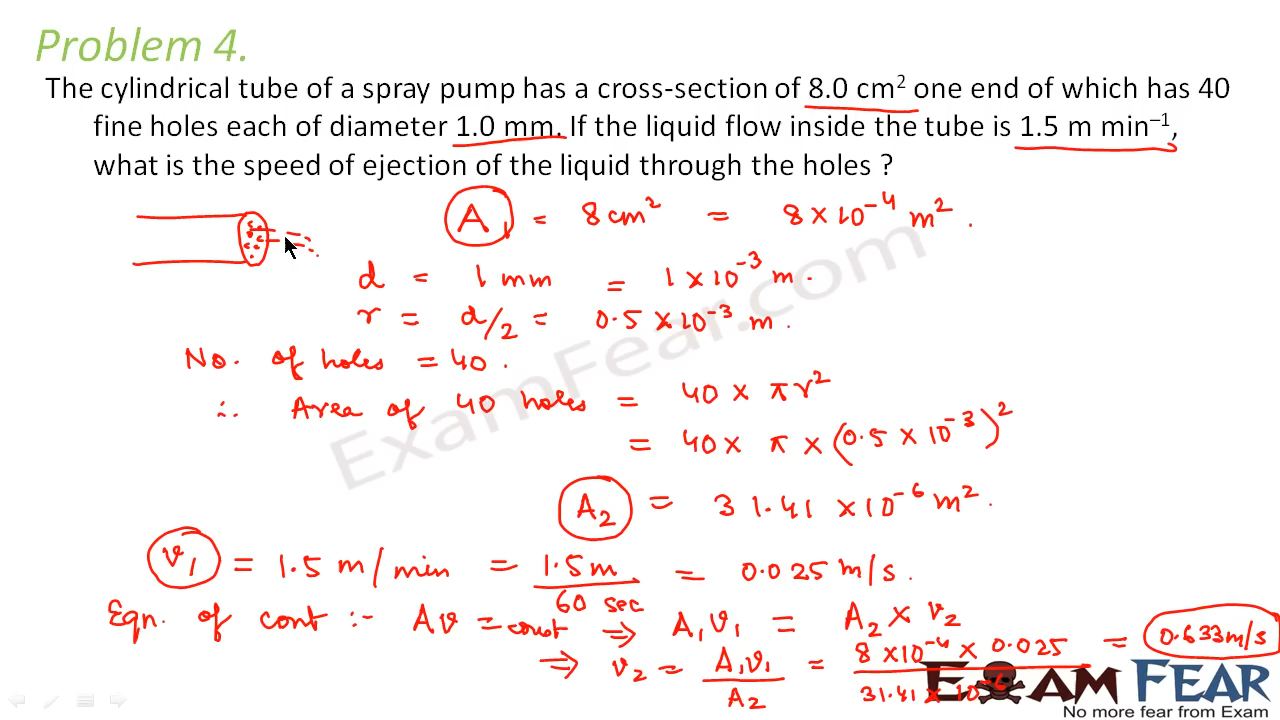 Problem 4.
The cylindrical tube of a spray pump has a cross-section of 8.0 cm² one end of which has 40
fine holes each of diameter 1.0 mm. If the liquid flow inside the tube is 1.5 m min⁻¹,
what is the speed of ejection of the liquid through the holes ?
A₁ = 8 cm² = 8 × 10⁻⁴ m².
d = 1 mm = 1 × 10⁻³ m.
r = d/2 = 0.5 × 10⁻³ m.
No. of holes = 40.
∴ Area of 40 holes = 40 × πr²
= 40 × π × (0.5 × 10⁻³)²
A₂ = 31.41 × 10⁻⁶ m².
v₁ = 1.5 m/min = 1.5 m / 60 sec = 0.025 m/s.
Eqn. of cont :- Av = const ⇒ A₁v₁ = A₂ × v₂
⇒ v₂ = A₁v₁ / A₂ = 8 × 10⁻⁴ × 0.025 / 31.41 × 10⁻⁶ = 0.633 m/s
ExamFear.com
EXAM FEAR
No more fear from Exam